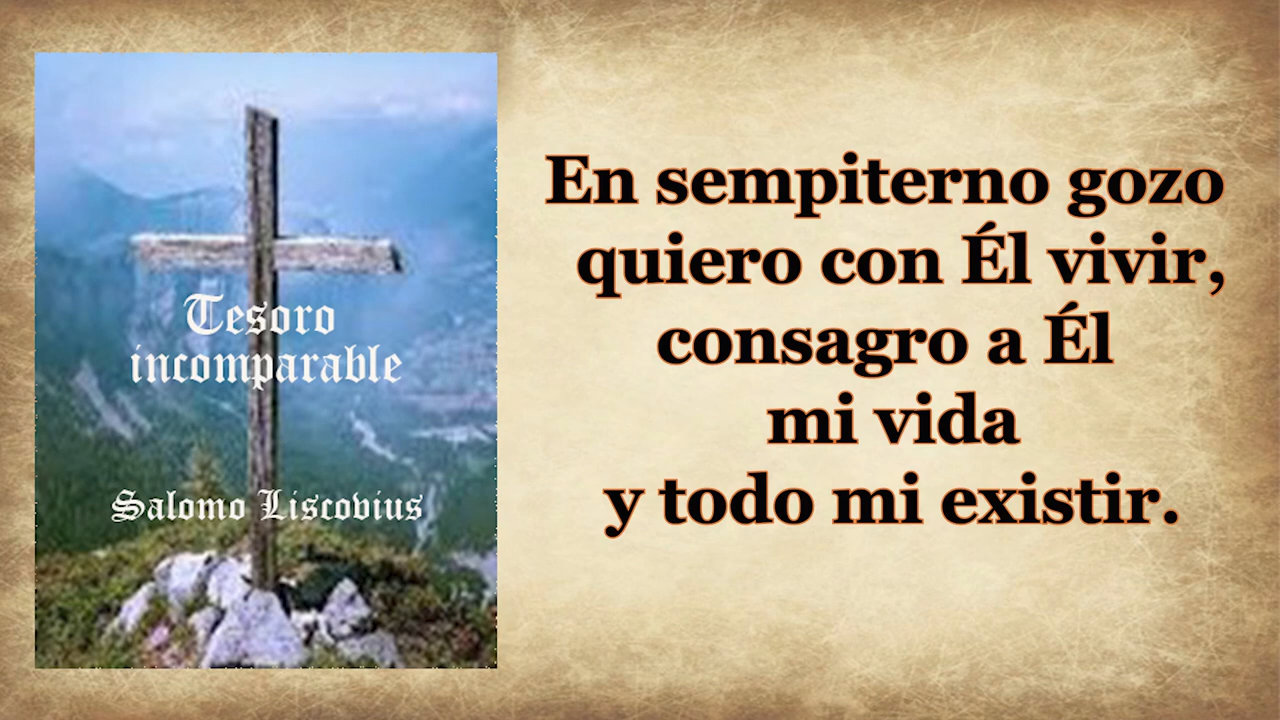 Tesoro
incomparable
Salomo Liscovius
En sempiterno gozo
quiero con Él vivir,
consagro a Él
mi vida
y todo mi existir.